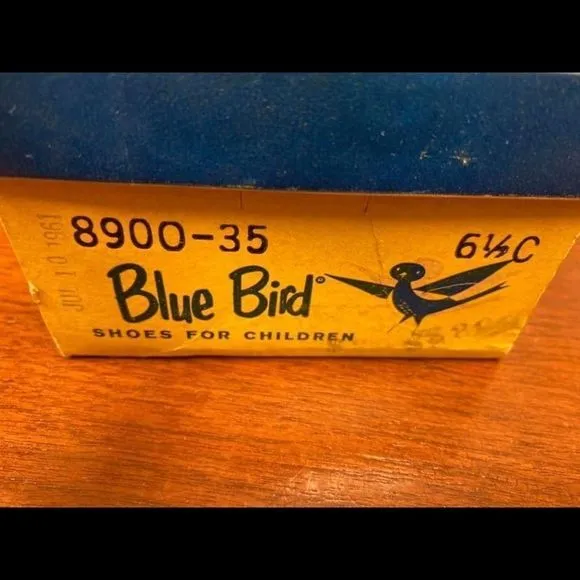 8900-35
6½C
JUL 10 1961
Blue Bird®
SHOES FOR CHILDREN